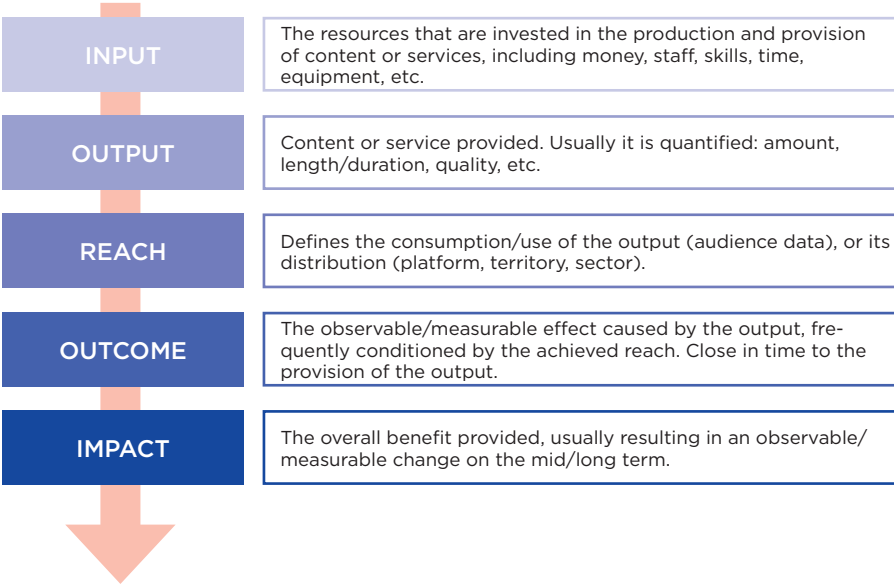 INPUT
The resources that are invested in the production and provision
of content or services, including money, staff, skills, time,
equipment, etc.
OUTPUT
Content or service provided. Usually it is quantified: amount,
length/duration, quality, etc.
REACH
Defines the consumption/use of the output (audience data), or its
distribution (platform, territory, sector).
OUTCOME
The observable/measurable effect caused by the output, fre-
quently conditioned by the achieved reach. Close in time to the
provision of the output.
IMPACT
The overall benefit provided, usually resulting in an observable/
measurable change on the mid/long term.